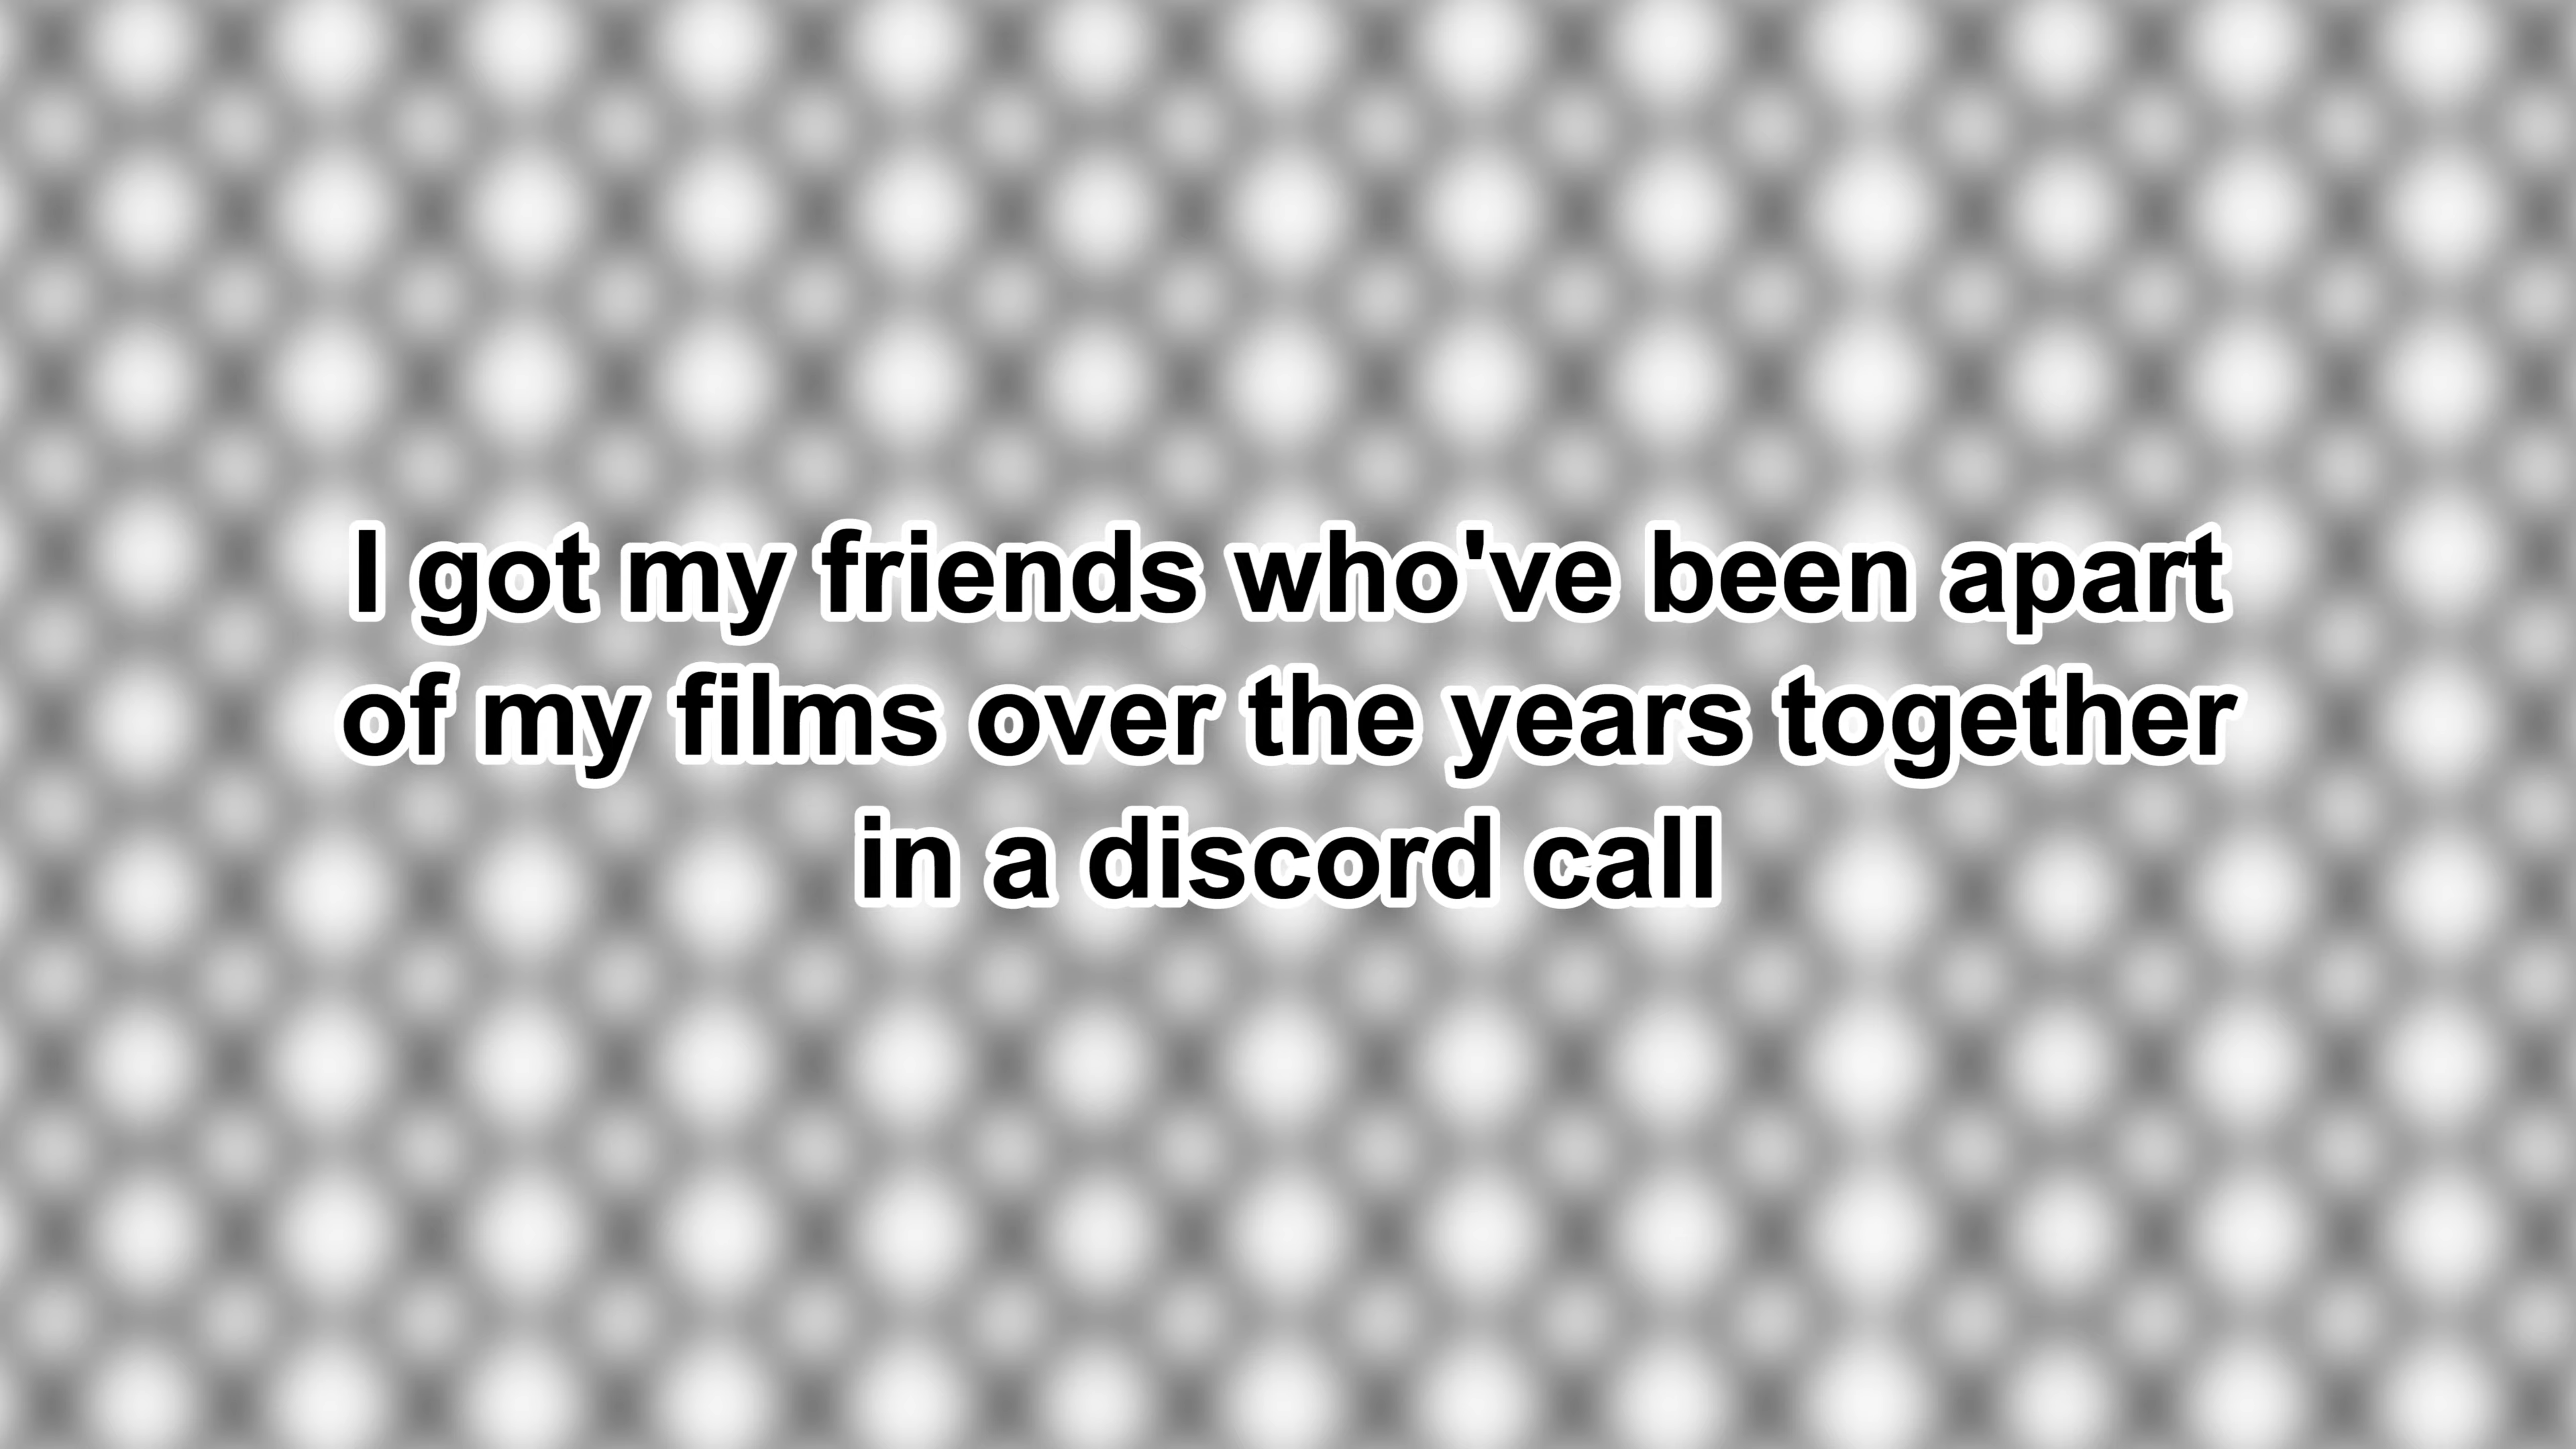 I got my friends who've been apart
of my films over the years together
in a discord call